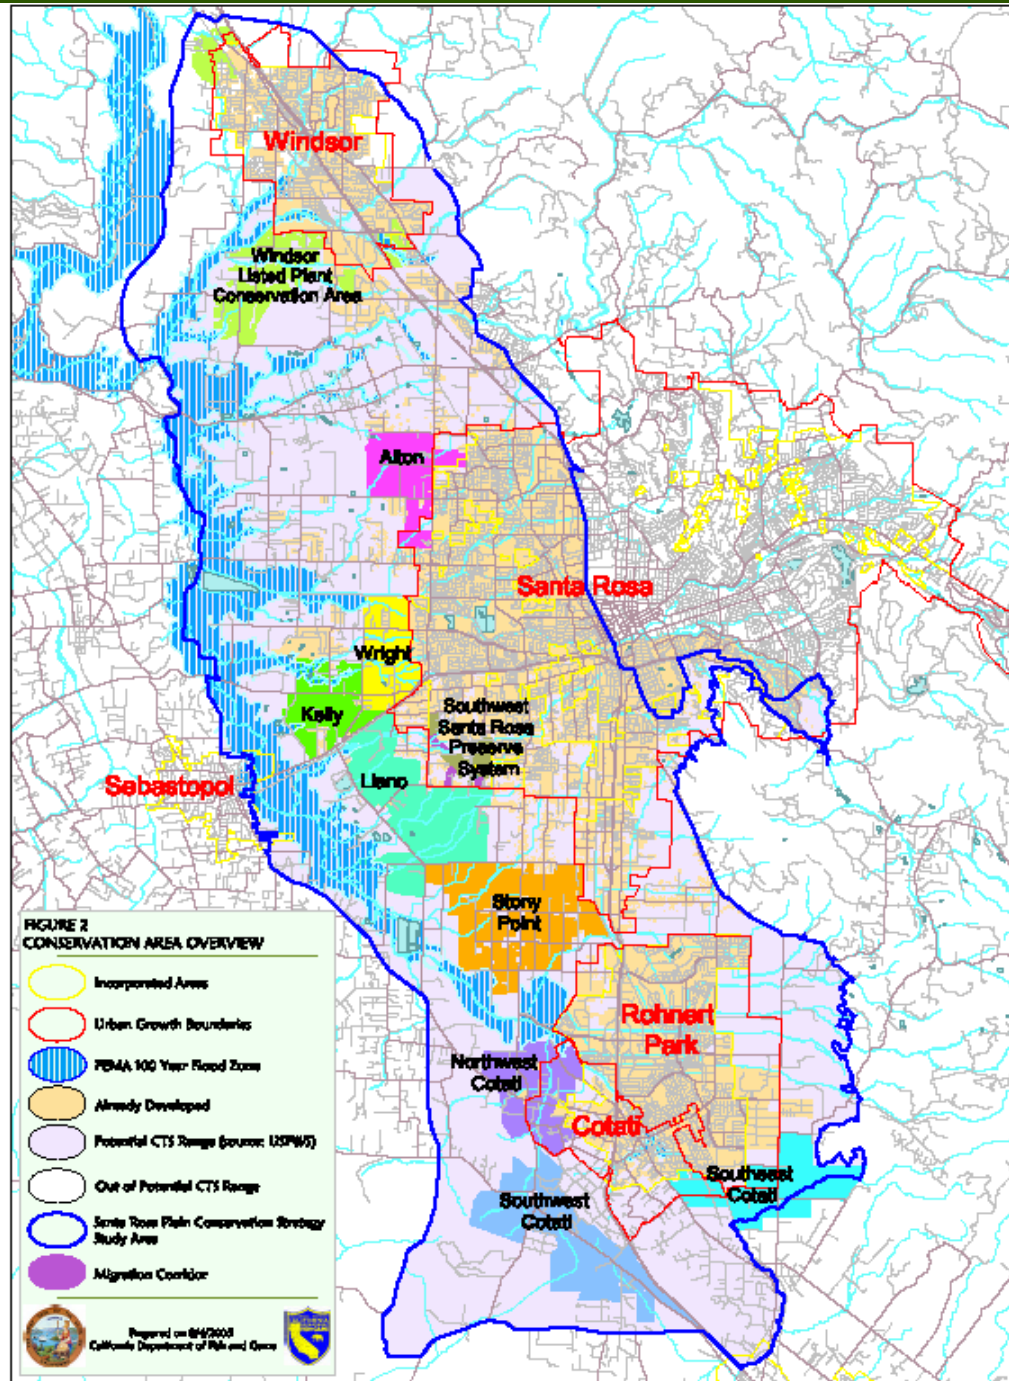 Windsor
Windsor
Listed Plant
Conservation Area
Alton
Santa Rosa
Wright
Kelly
Southwest
Santa Rosa
Preserve
System
Llano
Sebastopol
Stony
Point
Rohnert
Park
Northwest
Cotati
Cotati
Southeast
Cotati
Southwest
Cotati
FIGURE 2
CONSERVATION AREA OVERVIEW
Incorporated Areas
Urban Growth Boundaries
FEMA 100 Year Flood Zone
Already Developed
Potential CTS Range (source: USFWS)
Out of Potential CTS Range
Santa Rosa Plain Conservation Strategy
Study Area
Migration Corridor
Prepared on
California Department of Fish and Game